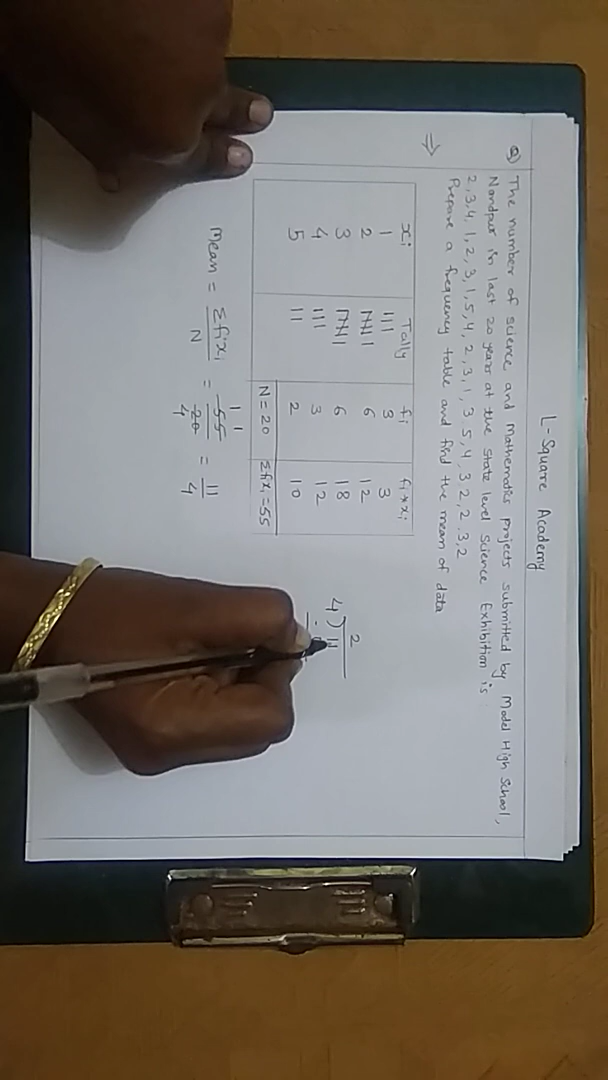 L-Square Academy
Q) The number of science and Mathematics Projects submitted by Model High School,
Nandpur in last 20 years at the state level Science Exhibition is :
2,3,4,1,2,3,1,5,4,2,3,1,3 5,4,3 2,2,3,2
Prepare a frequency table and find the mean of data
⇒
xi Tally fi fi×xi
1 ||| 3 3
2 𝍸| 6 12
3 𝍸| 6 18
4 ||| 3 12
5 || 2 10
N=20 Σfixi=55
Mean = Σfixi / N = 55 / 20 = 11 / 4
11
4
2
4)11